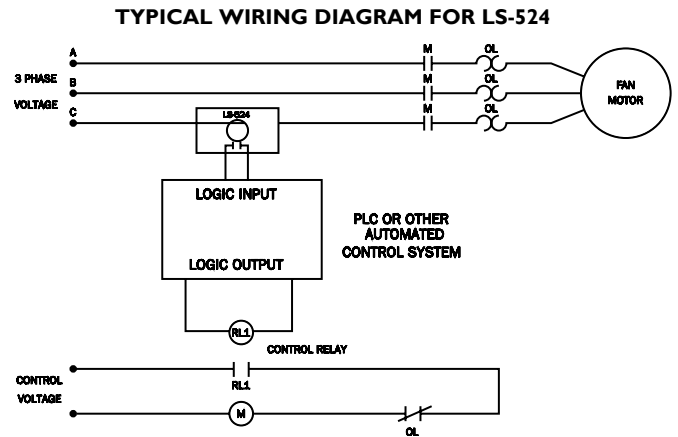 TYPICAL WIRING DIAGRAM FOR LS-524
A
M
OL
3 PHASE
B
M
OL
FAN
MOTOR
VOLTAGE
C
M
OL
LS-524
LOGIC INPUT
PLC OR OTHER
AUTOMATED
CONTROL SYSTEM
LOGIC OUTPUT
RL1
CONTROL RELAY
CONTROL
RL1
VOLTAGE
M
OL